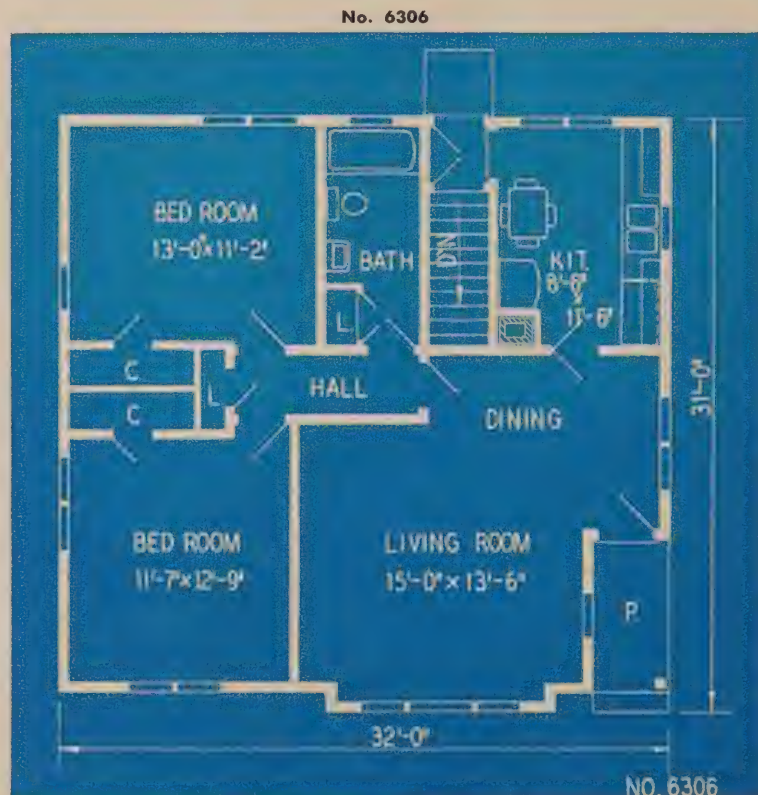 No. 6306
BED ROOM
13'-0" x 11'-2"
BATH
DN
KIT.
8'-6"
x
11'-6"
L
C
L
C
HALL
DINING
31'-0"
BED ROOM
11'-7" x 12'-9"
LIVING ROOM
15'-0" x 13'-6"
P.
32'-0"
NO. 6306